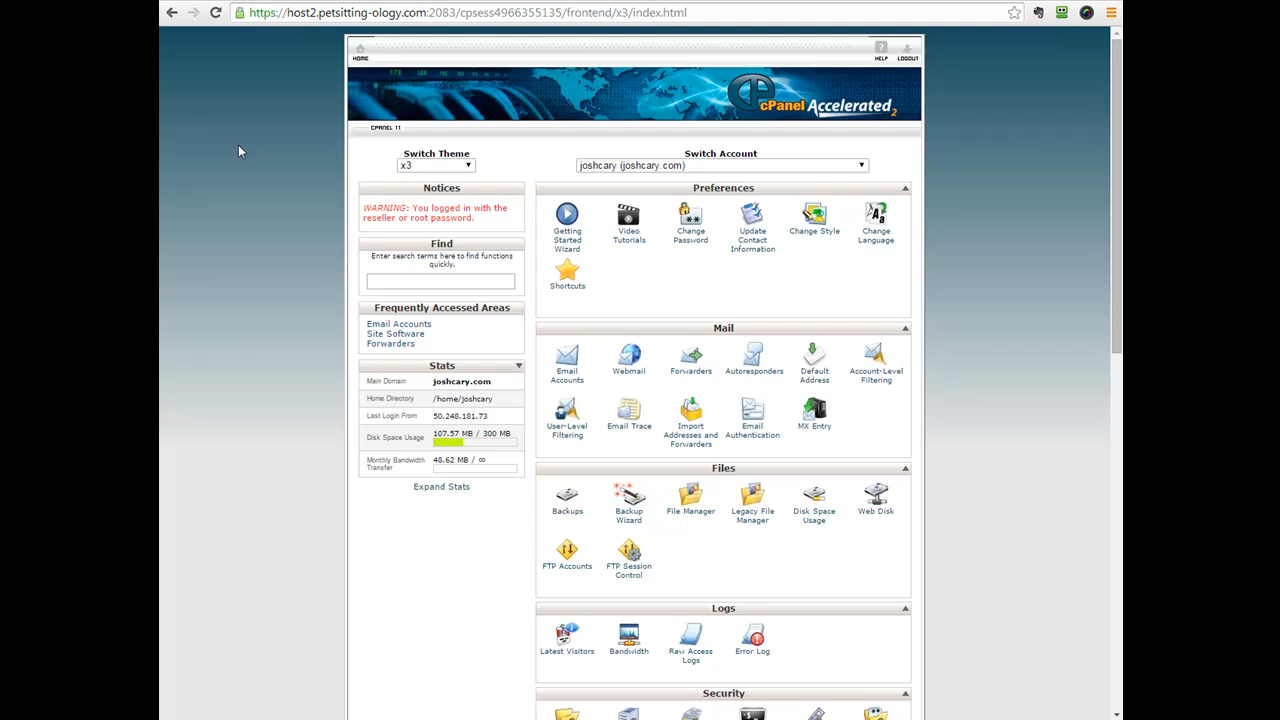 https://host2.petsitting-ology.com:2083/cpsess4966355135/frontend/x3/index.html
HOME
HELP
LOGOUT
cPanel Accelerated2
CPANEL 11
Switch Theme
x3
Switch Account
joshcary (joshcary.com)
Notices
WARNING: You logged in with the
reseller or root password.
Find
Enter search terms here to find functions
quickly.
Frequently Accessed Areas
Email Accounts
Site Software
Forwarders
Stats
Main Domain joshcary.com
Home Directory /home/joshcary
Last Login From 50.248.181.73
Disk Space Usage 107.57 MB / 300 MB
Monthly Bandwidth
Transfer
48.62 MB / ∞
Expand Stats
Preferences
Getting
Started
Wizard
Video
Tutorials
Change
Password
Update
Contact
Information
Change Style
Change
Language
Shortcuts
Mail
Email
Accounts
Webmail
Forwarders
Autoresponders
Default
Address
Account-Level
Filtering
User-Level
Filtering
Email Trace
Import
Addresses and
Forwarders
Email
Authentication
MX Entry
Files
Backups
Backup
Wizard
File Manager
Legacy File
Manager
Disk Space
Usage
Web Disk
FTP Accounts
FTP Session
Control
Logs
Latest Visitors
Bandwidth
Raw Access
Logs
Error Log
Security